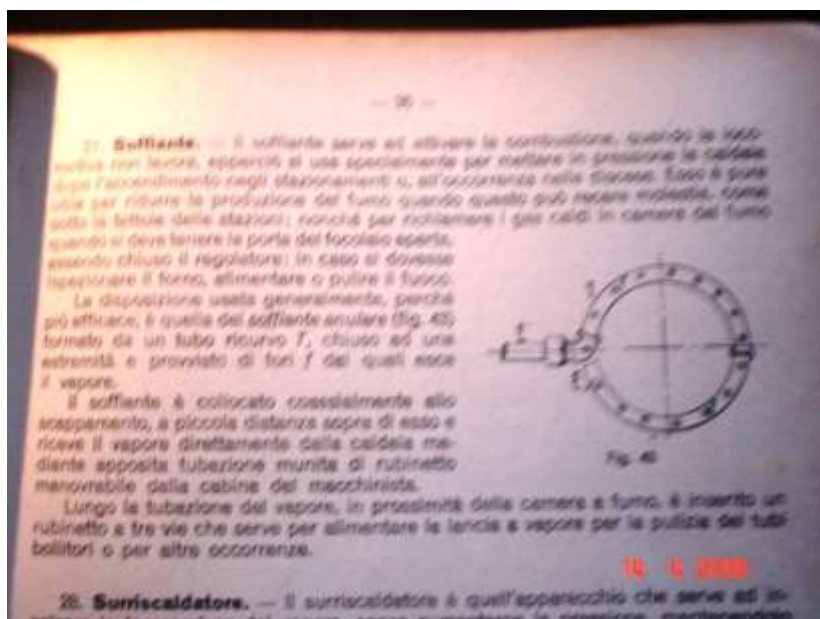 27. Soffiante. — Il soffiante serve ad attivare la combustione, quando la loco-
motiva non lavora, epperciò si usa specialmente per mettere in pressione le caldaie
dopo l'accendimento negli stazionamenti o, all'occorrenza nelle discese. Esso è pure
utile per ridurre la produzione del fumo quando questo può recare molestia, come
sotto le tettoie delle stazioni; nonchè per richiamare i gas caldi in camera del fumo
quando si deve tenere la porta del focolaio aperta,
essendo chiuso il regolatore; in caso si dovesse
ispezionare il forno, alimentare o pulire il fuoco.
La disposizione usata generalmente, perchè
più efficace, è quella del soffiante anulare (fig. 43)
formato da un tubo ricurvo T, chiuso ad una
estremità e provvisto di fori f dai quali esce
il vapore.
Il soffiante è collocato coassialmente allo
scappamento, a piccola distanza sopra di esso e
riceve il vapore direttamente dalla caldaia me-
diante apposita tubazione munita di rubinetto
manovrabile dalla cabina del macchinista.
Fig.
Lungo la tubazione del vapore, in prossimità della camera a fumo, è inserito un
rubinetto a tre vie che serve per alimentare la lancia a vapore per la pulizia dei tubi
bollitori o per altre occorrenze.
14 4
28. Surriscaldatore. — Il surriscaldatore è quell'apparecchio che serve ad in-